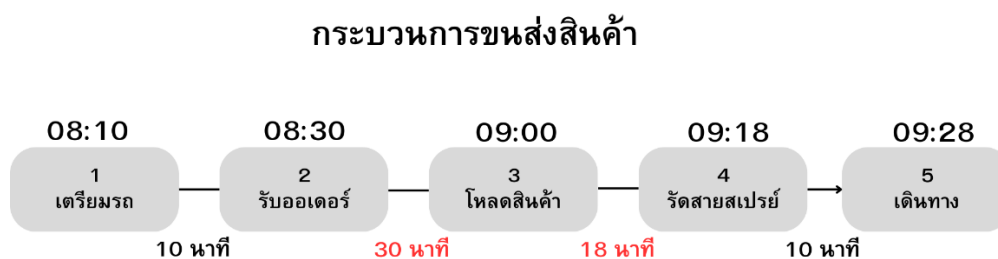 กระบวนการขนส่งสินค้า
08:10 08:30 09:00 09:18 09:28
1 2 3 4 5
เตรียมรถ รับออเดอร์ โหลดสินค้า รัดสายสเปรย์ เดินทาง
10 นาที 30 นาที 18 นาที 10 นาที